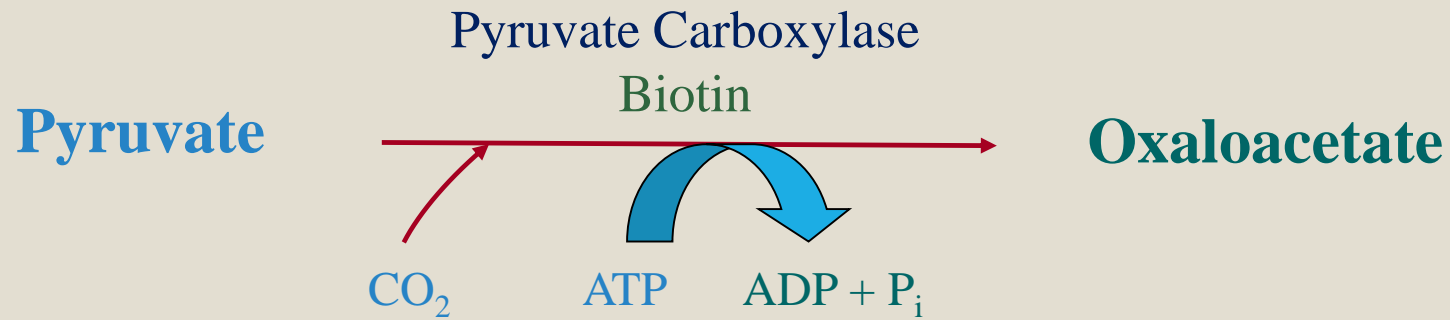 Pyruvate Carboxylase
Biotin
Pyruvate
Oxaloacetate
CO₂
ATP
ADP + Pᵢ